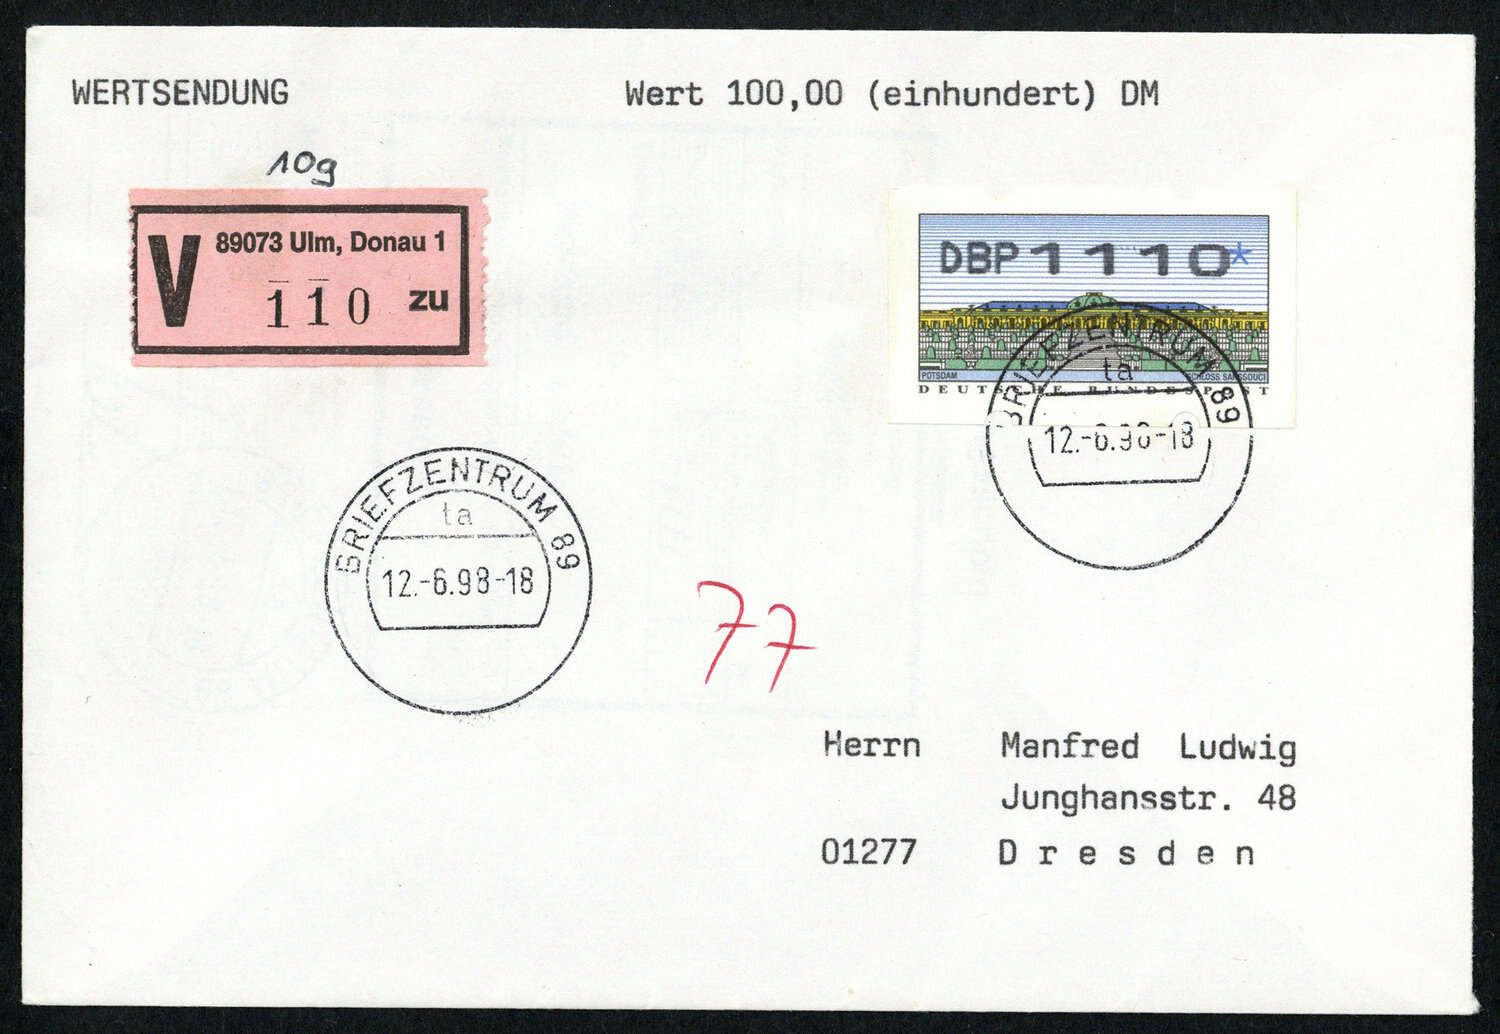 WERTSENDUNG Wert 100,00 (einhundert) DM
10g
V 89073 Ulm, Donau 1
110 zu
DBP 1110*
POTSDAM SCHLOSS SANSSOUCI
DEUTSCHE BUNDESPOST
BRIEFZENTRUM 89
ta
12.-6.98-18
BRIEFZENTRUM 89
ta
12.-6.98-18
77
Herrn Manfred Ludwig
Junghansstr. 48
01277 Dresden